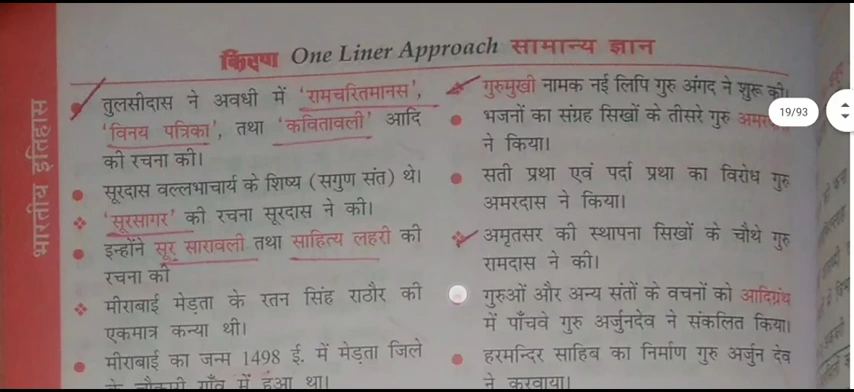 किरण One Liner Approach सामान्य ज्ञान
भारतीय इतिहास
तुलसीदास ने अवधी में 'रामचरितमानस',
'विनय पत्रिका', तथा 'कवितावली' आदि
की रचना की।
सूरदास वल्लभाचार्य के शिष्य (सगुण संत) थे।
'सूरसागर' की रचना सूरदास ने की।
इन्होंने सूर सारावली तथा साहित्य लहरी की
रचना की
मीराबाई मेड़ता के रतन सिंह राठौर की
एकमात्र कन्या थी।
मीराबाई का जन्म 1498 ई. में मेड़ता जिले
के चौकामी गाँव में हुआ था।
गुरुमुखी नामक नई लिपि गुरु अंगद ने शुरू की।
भजनों का संग्रह सिखों के तीसरे गुरु
ने किया।
सती प्रथा एवं पर्दा प्रथा का विरोध गुरु
अमरदास ने किया।
अमृतसर की स्थापना सिखों के चौथे गुरु
रामदास ने की।
गुरुओं और अन्य संतों के वचनों को आदिग्रंथ
में पाँचवे गुरु अर्जुनदेव ने संकलित किया।
हरमन्दिर साहिब का निर्माण गुरु अर्जुन देव
ने करवाया।
19/93